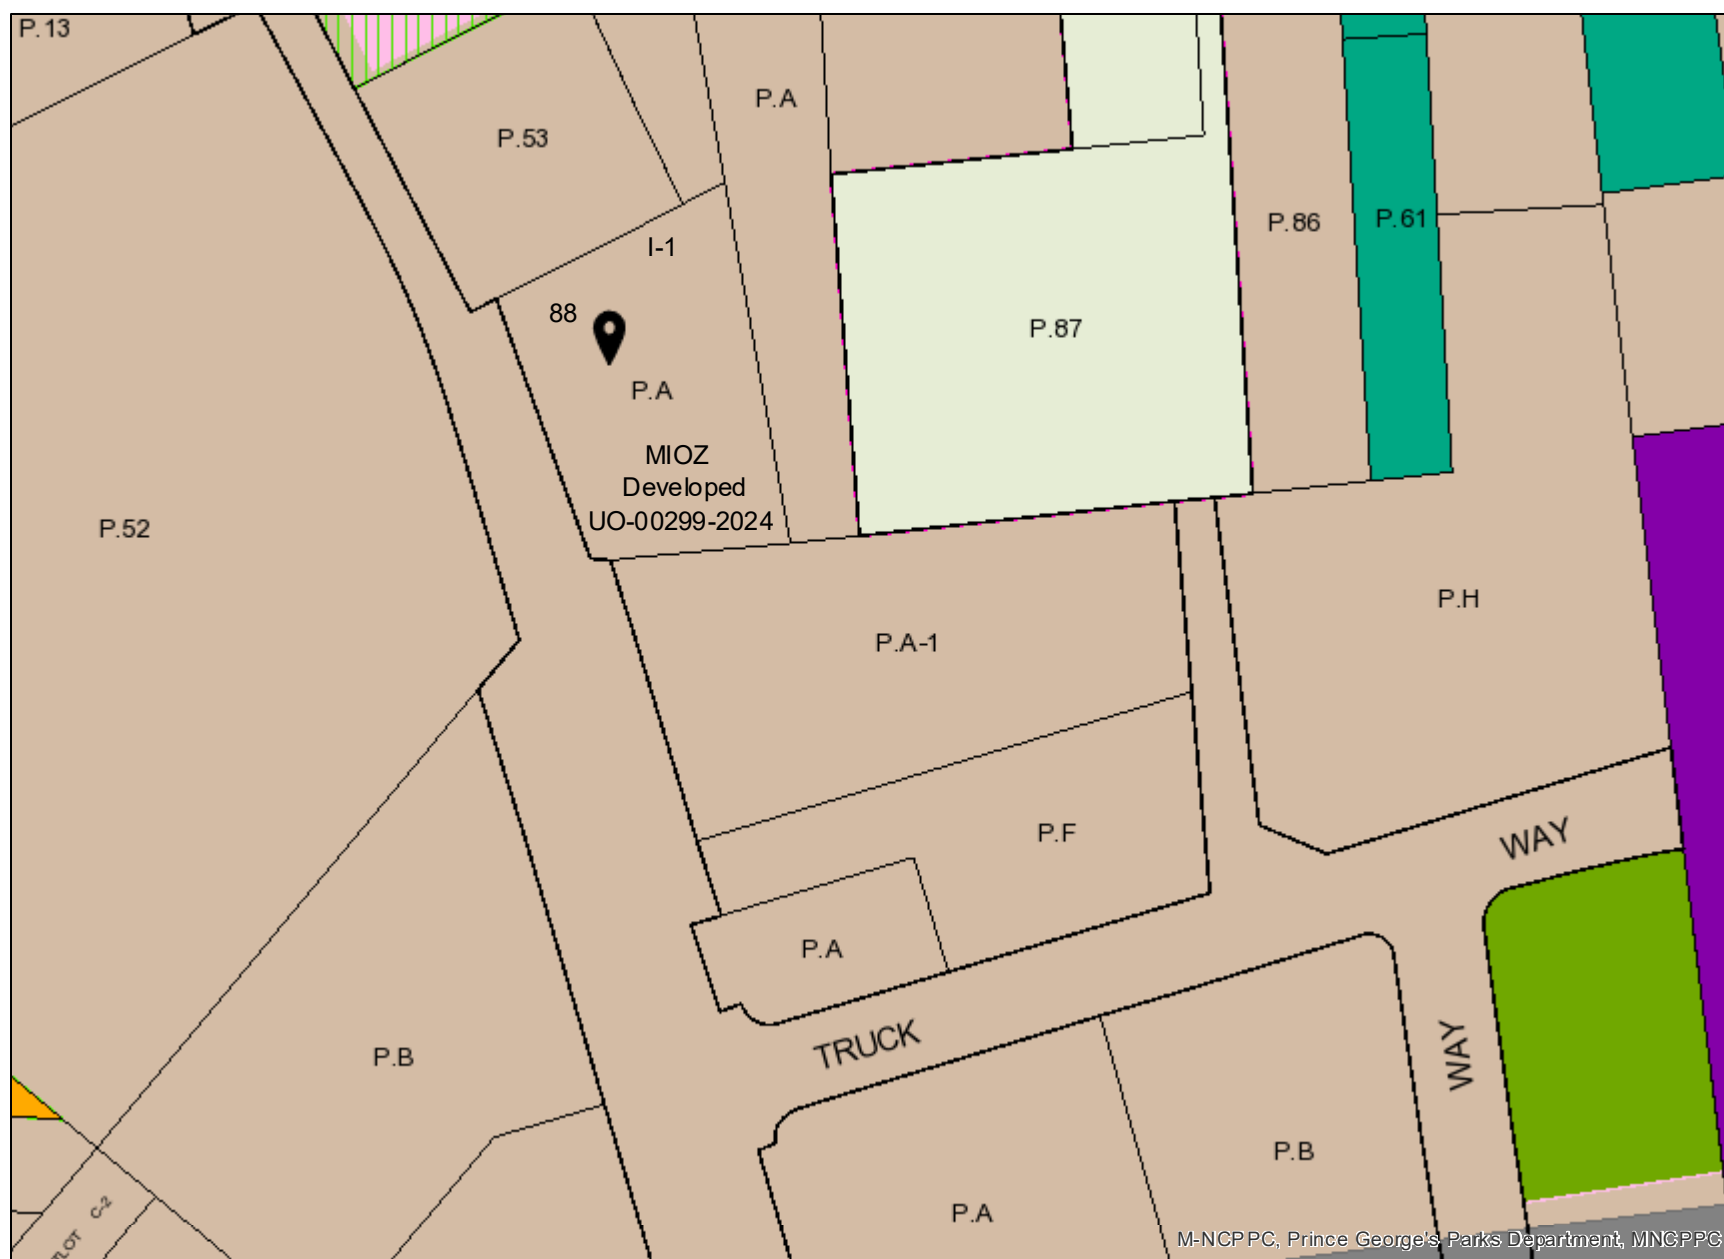 P.13
P.A
P.53
P.86
P.61
I-1
88
P.87
P.A
MIOZ
Developed
UO-00299-2024
P.52
P.H
P.A-1
P.F
WAY
P.A
TRUCK
WAY
P.B
P.B
C-2
P.A
M-NCPPC, Prince George's Parks Department, MNCPPC